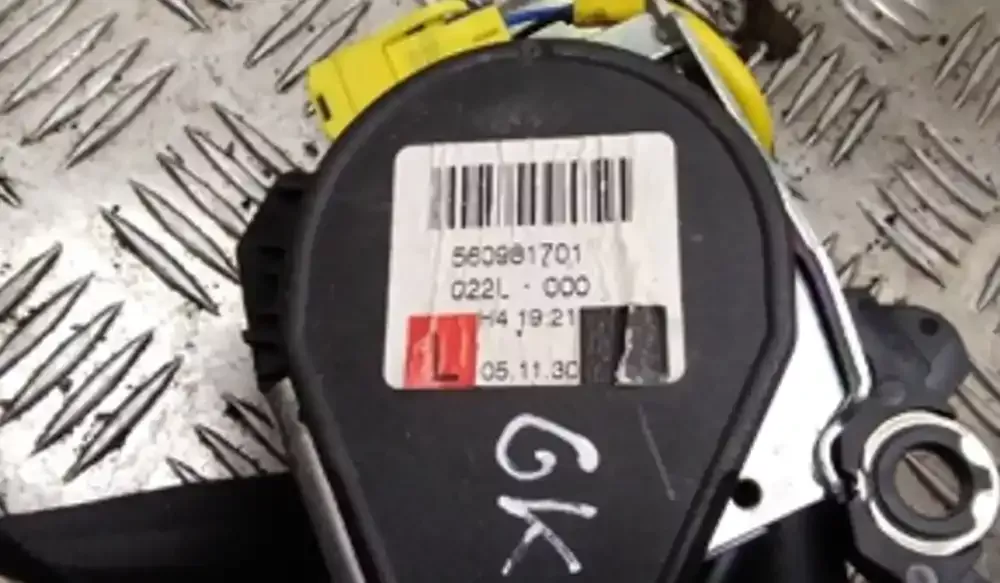 560981701
022L - 000
H4 19:21
L 05.11.30
GK